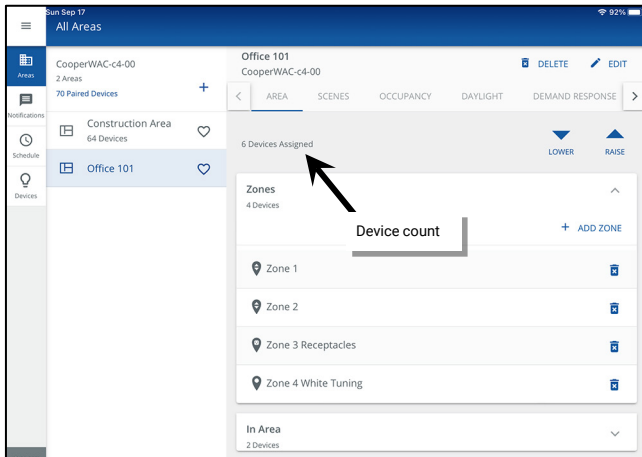 Sun Sep 17
92%
All Areas
Areas
Notifications
Schedule
Devices
CooperWAC-c4-00
2 Areas
70 Paired Devices
+
Construction Area
64 Devices
Office 101
Office 101
CooperWAC-c4-00
DELETE
EDIT
< AREA SCENES OCCUPANCY DAYLIGHT DEMAND RESPONSE >
6 Devices Assigned
LOWER
RAISE
Zones
4 Devices
Device count
+ ADD ZONE
Zone 1
Zone 2
Zone 3 Receptacles
Zone 4 White Tuning
In Area
2 Devices